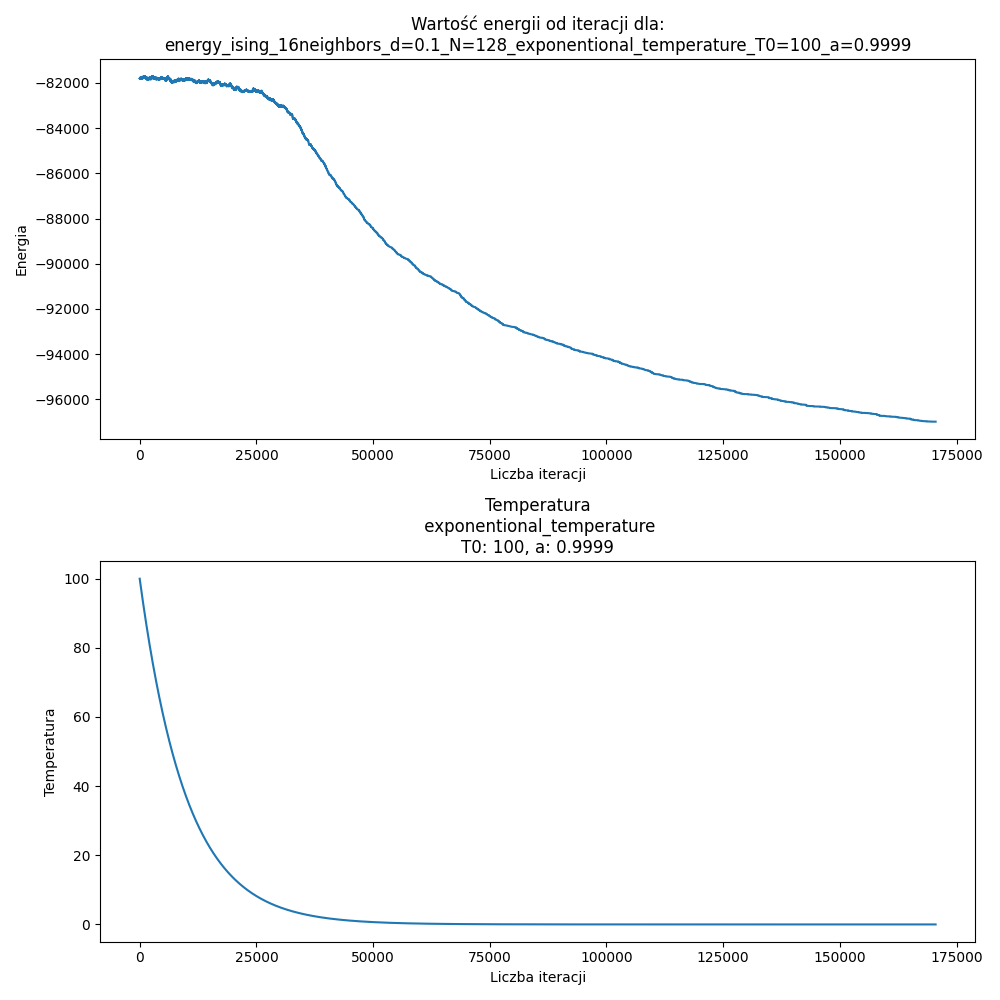 Wartość energii od iteracji dla:
energy_ising_16neighbors_d=0.1_N=128_exponentional_temperature_T0=100_a=0.9999
−82000
−84000
−86000
−88000
−90000
−92000
−94000
−96000
Energia
0 25000 50000 75000 100000 125000 150000 175000
Liczba iteracji
Temperatura
exponentional_temperature
T0: 100, a: 0.9999
100
80
60
40
20
0
Temperatura
0 25000 50000 75000 100000 125000 150000 175000
Liczba iteracji